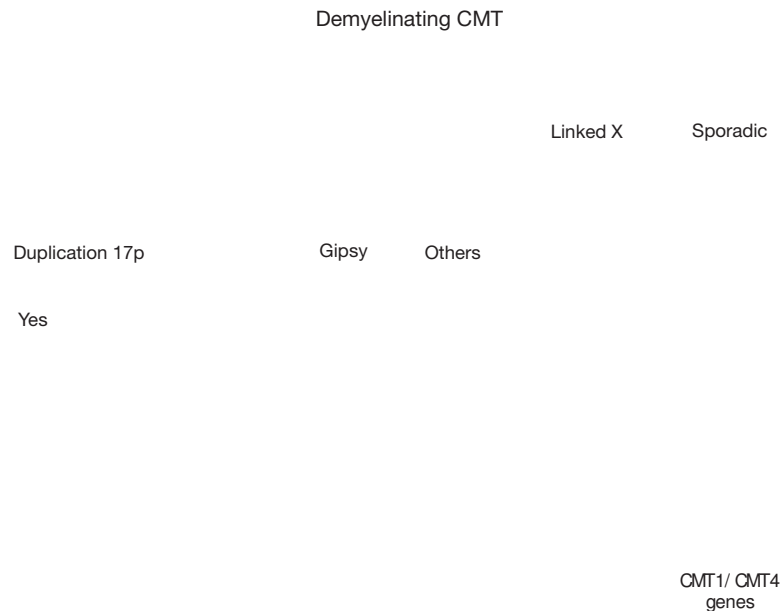 Demyelinating CMT
Linked X
Sporadic
Duplication 17p
Gipsy
Others
Yes
CMT1/ CMT4
genes